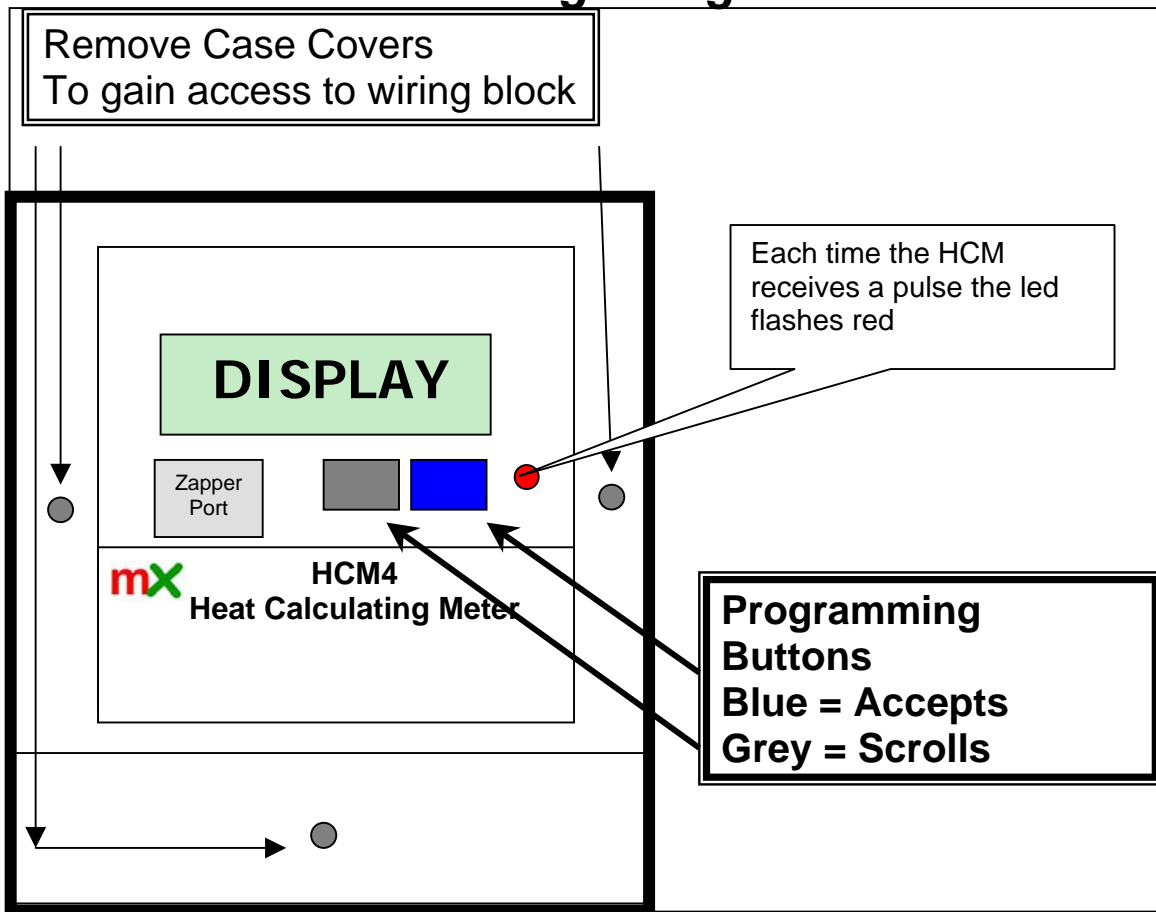 Remove Case Covers
To gain access to wiring block
Each time the HCM
receives a pulse the led
flashes red
DISPLAY
Zapper
Port
mX
HCM4
Heat Calculating Meter
Programming
Buttons
Blue = Accepts
Grey = Scrolls